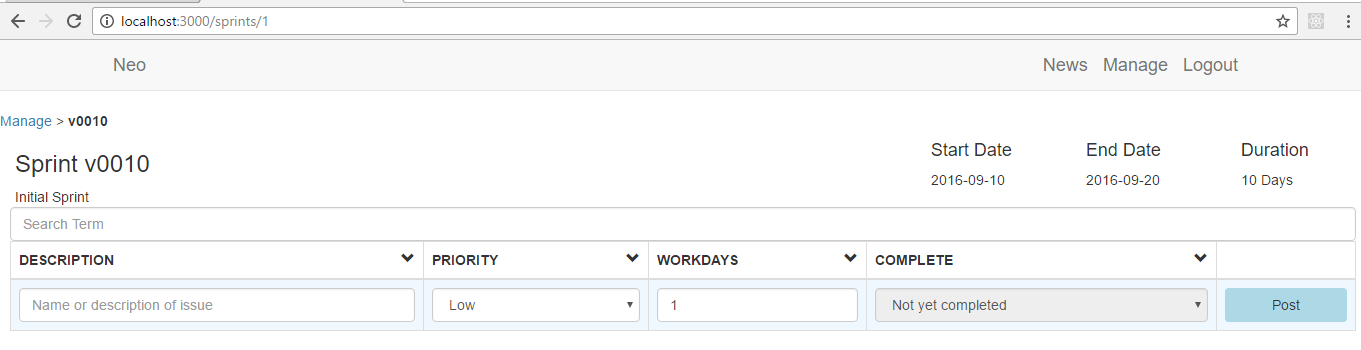 localhost:3000/sprints/1
Neo News Manage Logout
Manage > v0010
Start Date End Date Duration
Sprint v0010
2016-09-10 2016-09-20 10 Days
Initial Sprint
Search Term
DESCRIPTION PRIORITY WORKDAYS COMPLETE
Name or description of issue Low 1 Not yet completed Post